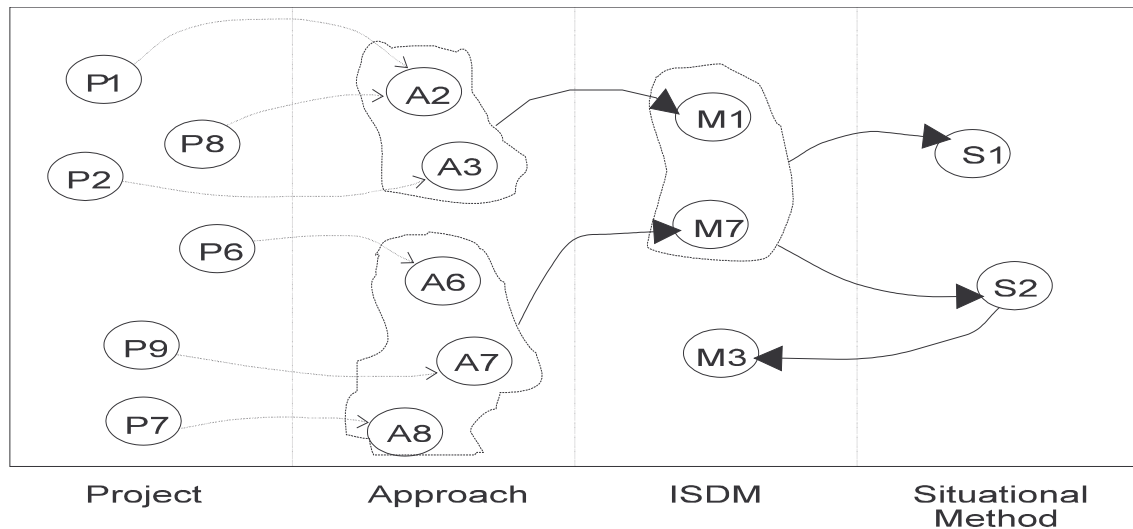 P1
A2
M1
P8
S1
A3
P2
M7
P6
A6
S2
P9
A7
M3
P7
A8
Project
Approach
ISDM
Situational
Method